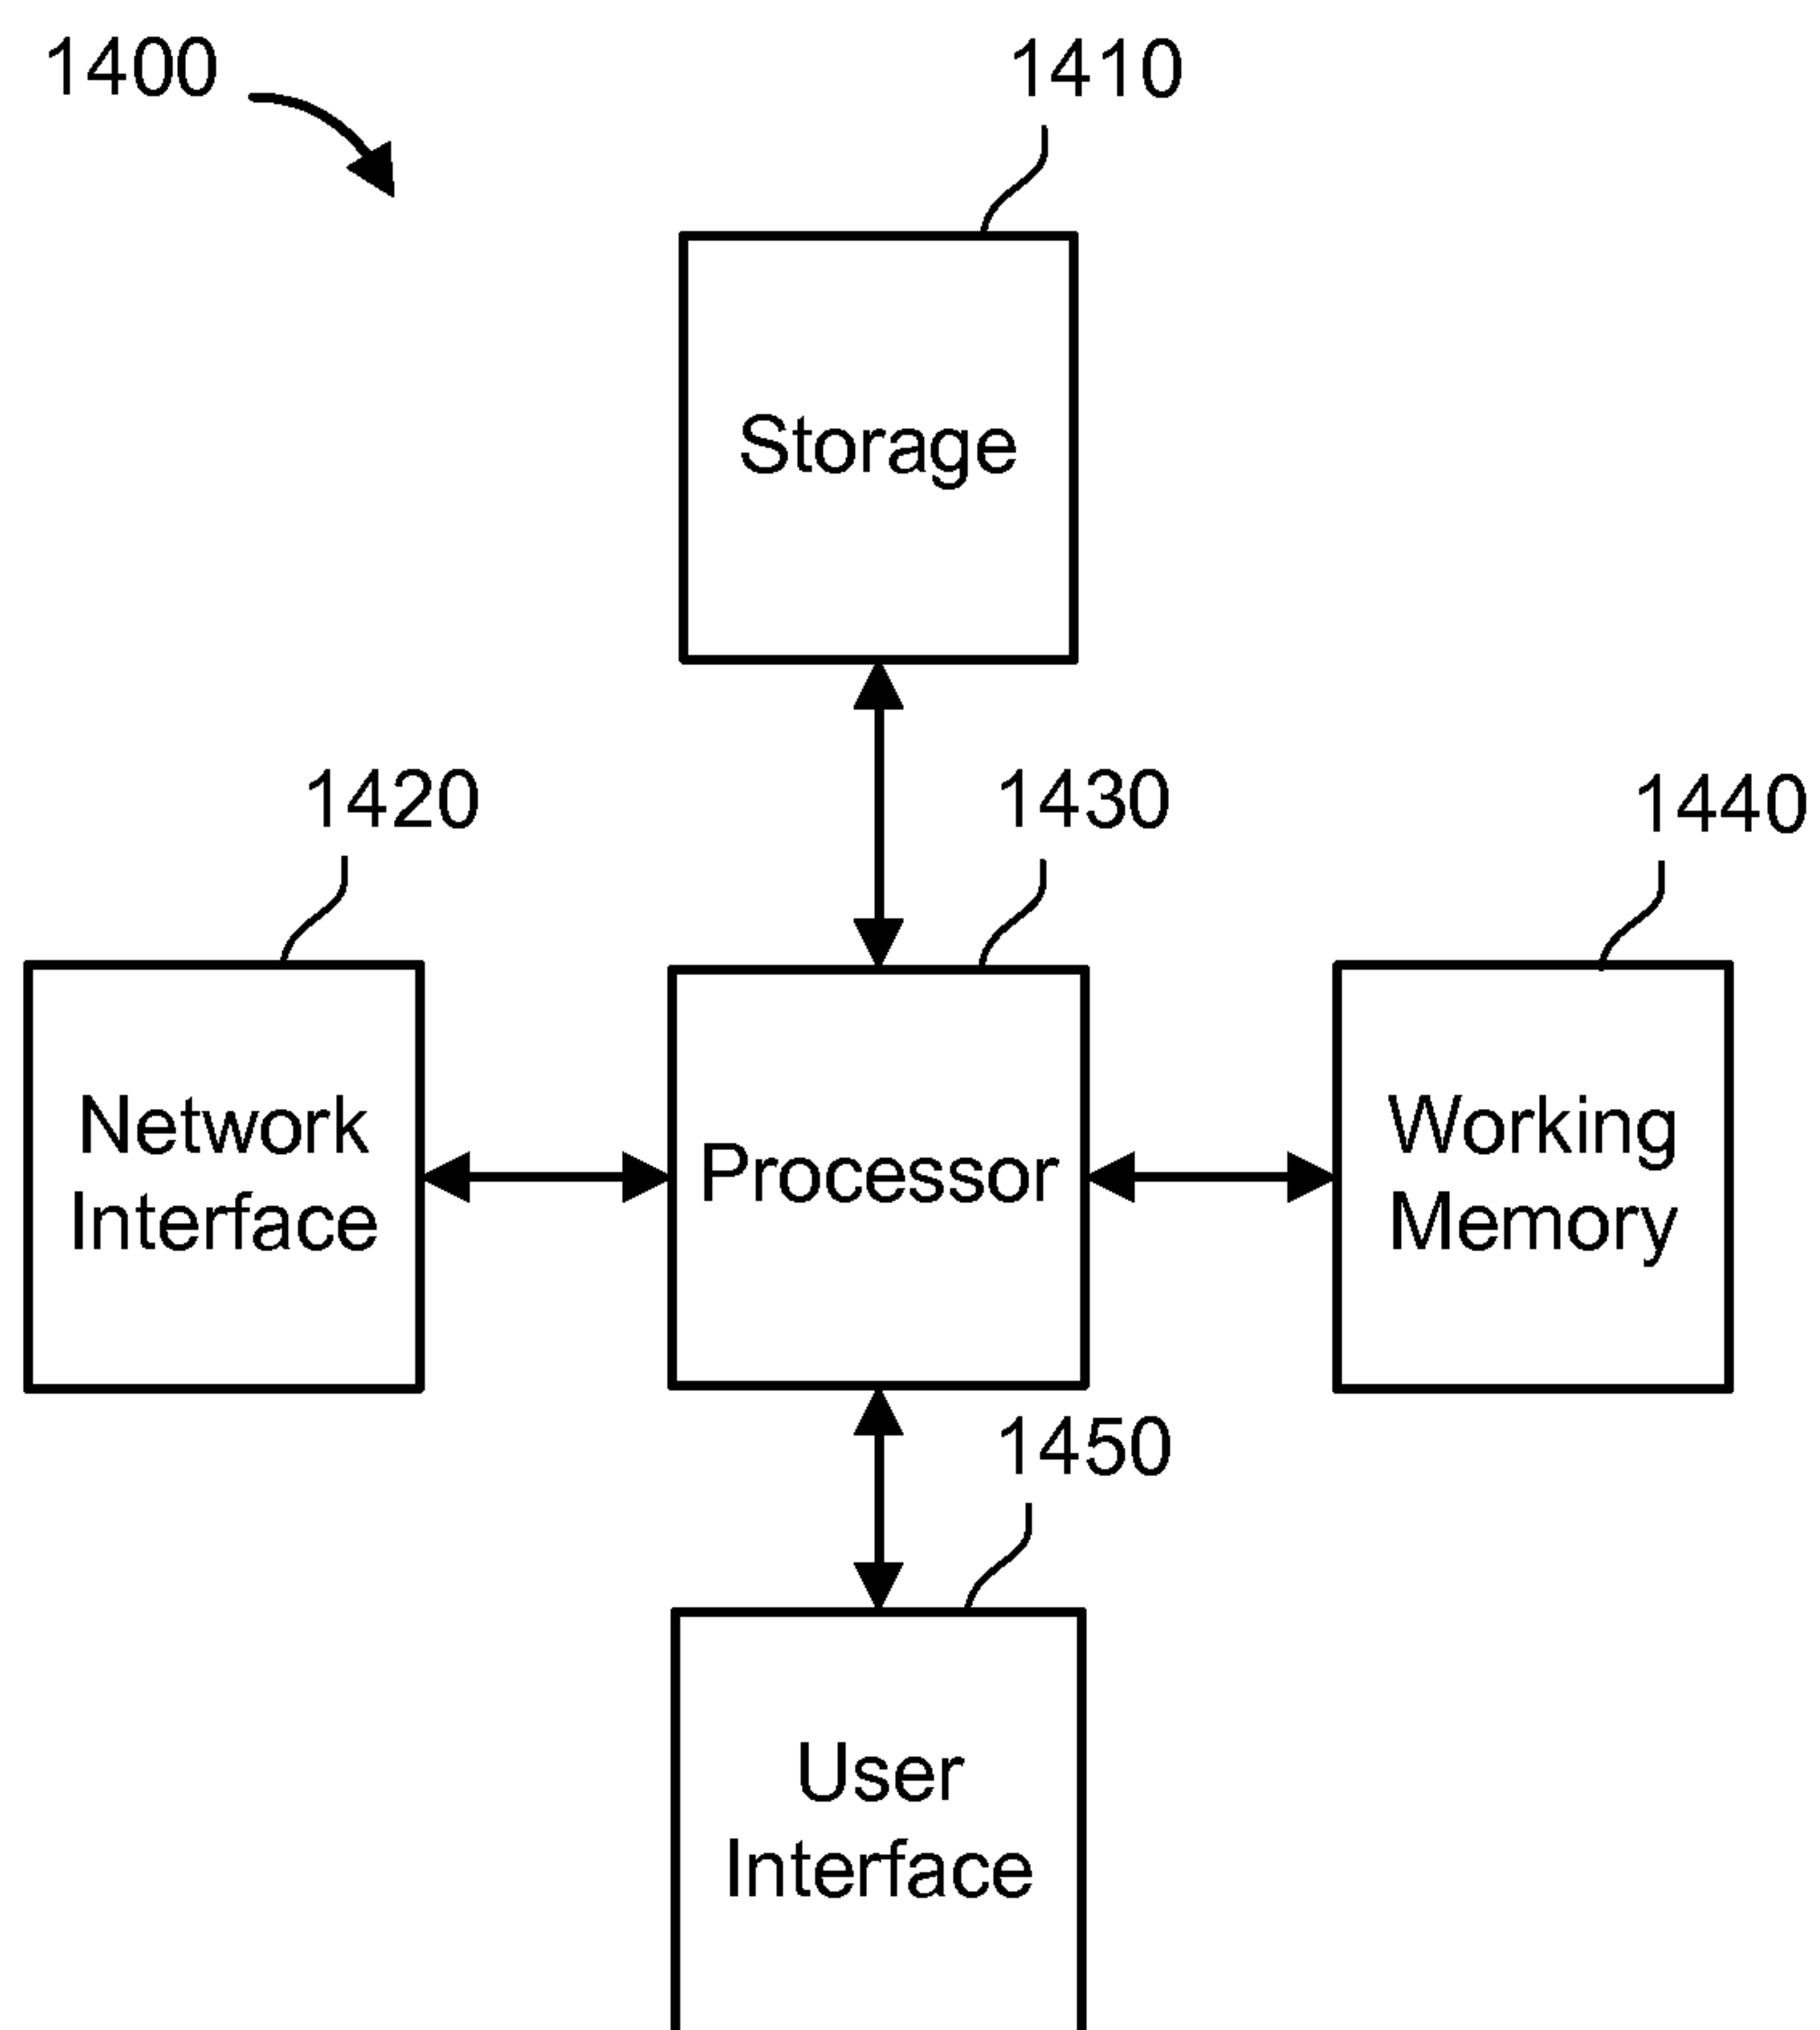 1400
1410
Storage
1420
1430
1440
Network
Interface
Processor
Working
Memory
1450
User
Interface